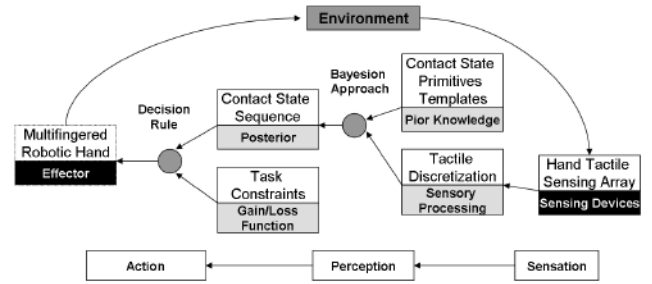 Environment
Bayesion
Approach
Contact State
Primitives
Templates
Pior Knowledge
Decision
Rule
Contact State
Sequence
Posterior
Multifingered
Robotic Hand
Effector
Task
Constraints
Gain/Loss
Function
Tactile
Discretization
Sensory
Processing
Hand Tactile
Sensing Array
Sensing Devices
Action
Perception
Sensation